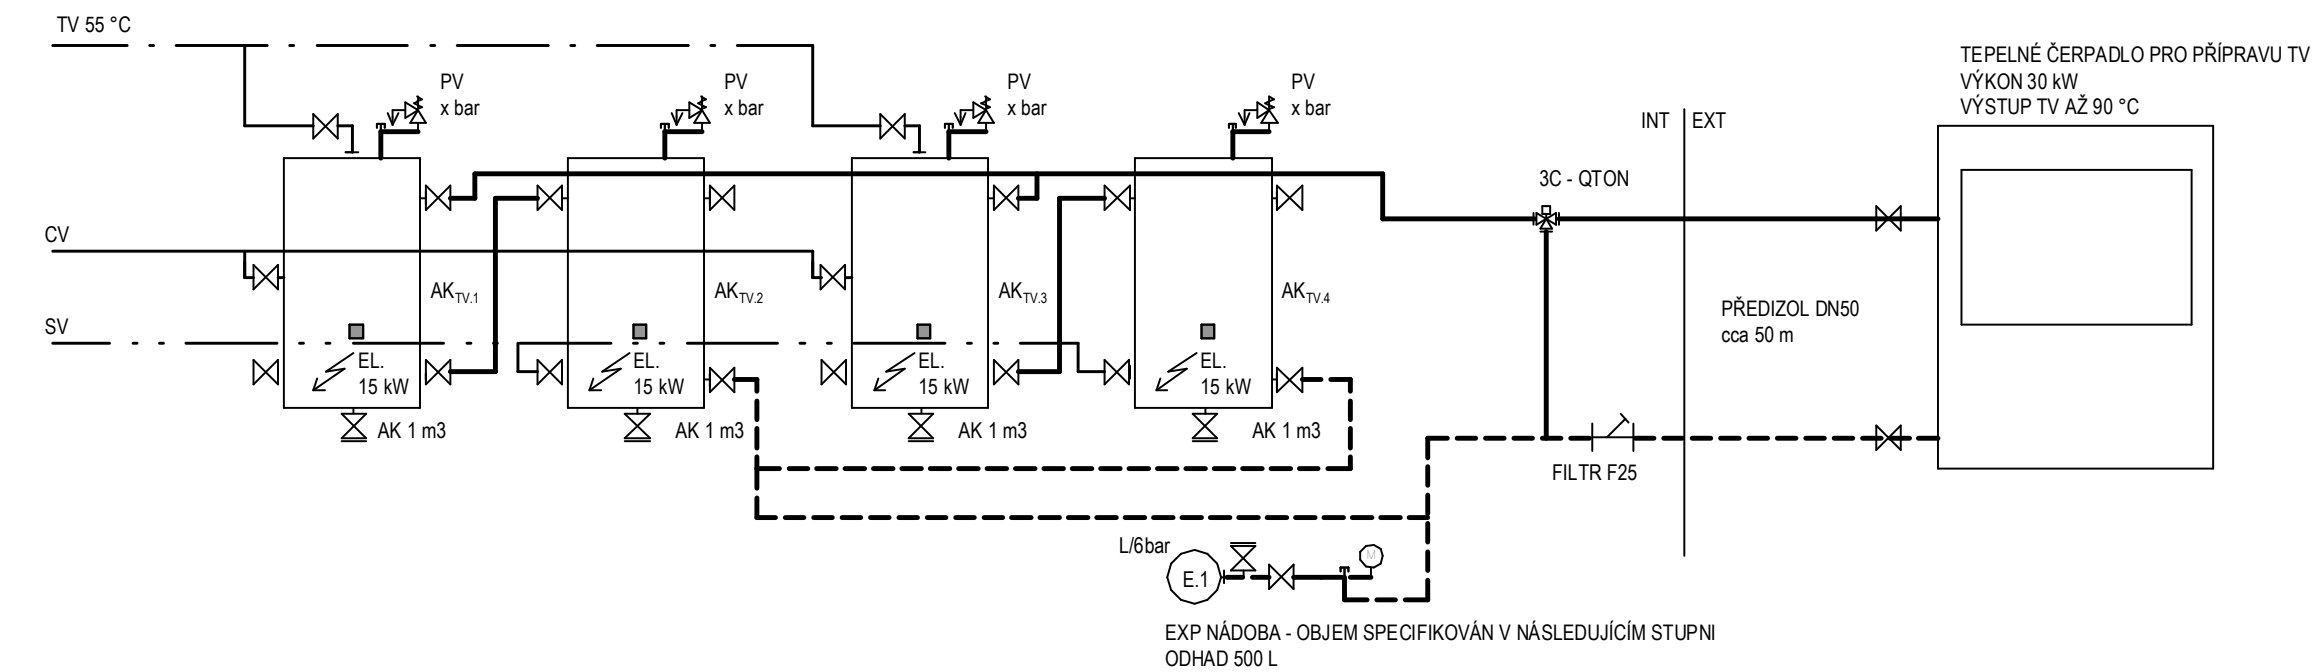 TV 55 °C
PV
x bar
PV
x bar
PV
x bar
PV
x bar
TEPELNÉ ČERPADLO PRO PŘÍPRAVU TV
VÝKON 30 kW
VÝSTUP TV AŽ 90 °C
INT
EXT
3C - QTON
CV
AKTV.1
AKTV.2
AKTV.3
AKTV.4
PŘEDIZOL DN50
cca 50 m
SV
EL.
15 kW
EL.
15 kW
EL.
15 kW
EL.
15 kW
AK 1 m3
AK 1 m3
AK 1 m3
AK 1 m3
FILTR F25
L/6bar
M
E.1
EXP NÁDOBA - OBJEM SPECIFIKOVÁN V NÁSLEDUJÍCÍM STUPNI
ODHAD 500 L